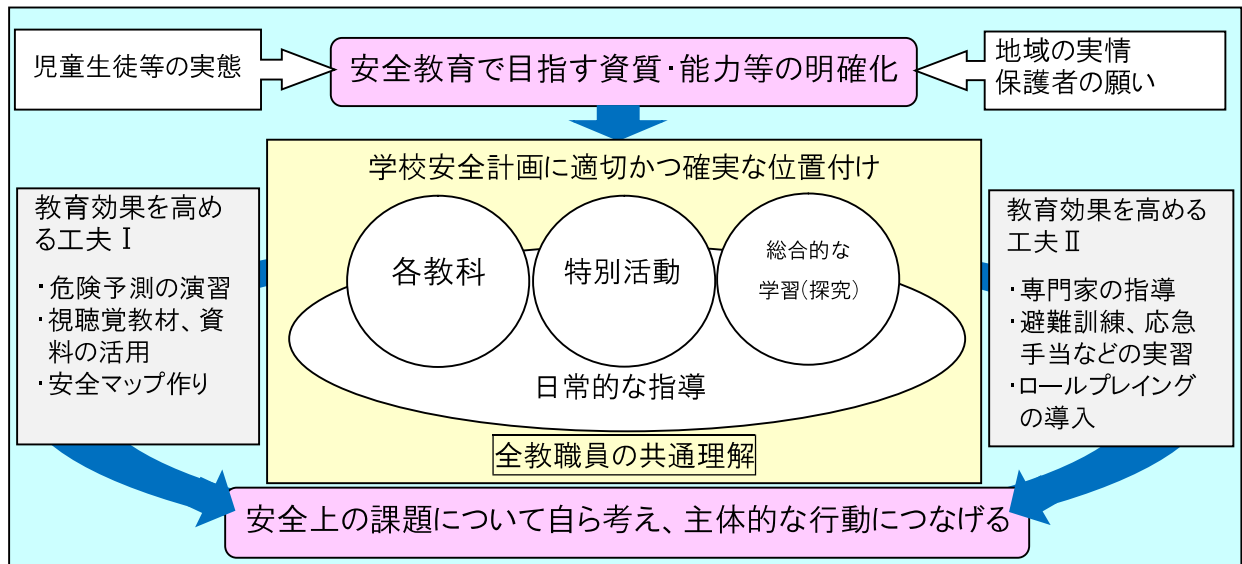 児童生徒等の実態
安全教育で目指す資質・能力等の明確化
地域の実情
保護者の願い
学校安全計画に適切かつ確実な位置付け
教育効果を高め
る工夫Ⅰ
・危険予測の演習
・視聴覚教材、資
料の活用
・安全マップ作り
各教科
特別活動
総合的な
学習(探究)
日常的な指導
全教職員の共通理解
教育効果を高める
工夫Ⅱ
・専門家の指導
・避難訓練、応急
手当などの実習
・ロールプレイング
の導入
安全上の課題について自ら考え、主体的な行動につなげる